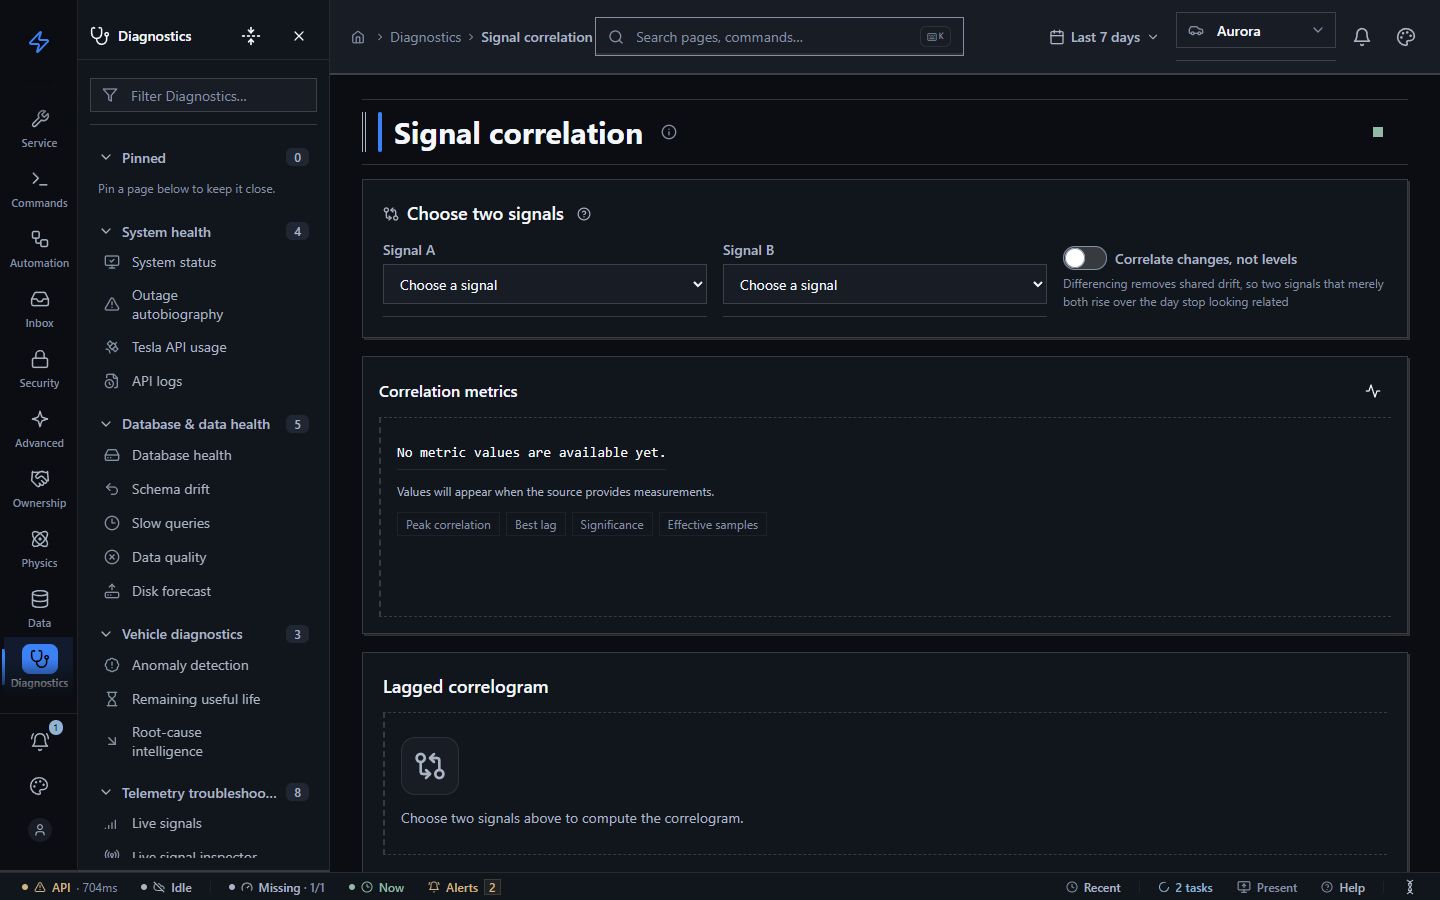 Diagnostics
Diagnostics
Signal correlation
Search pages, commands...
K
Last 7 days
Aurora
Service
Commands
Automation
Inbox
Security
Advanced
Ownership
Physics
Data
Diagnostics
1
Filter Diagnostics...
Pinned
0
Pin a page below to keep it close.
System health
4
System status
Outage
autobiography
Tesla API usage
API logs
Database & data health
5
Database health
Schema drift
Slow queries
Data quality
Disk forecast
Vehicle diagnostics
3
Anomaly detection
Remaining useful life
Root-cause
intelligence
Telemetry troubleshoo...
8
Live signals
Live signal inspector
Signal correlation
Choose two signals
Signal A
Choose a signal
Signal B
Choose a signal
Correlate changes, not levels
Differencing removes shared drift, so two signals that merely
both rise over the day stop looking related
Correlation metrics
No metric values are available yet.
Values will appear when the source provides measurements.
Peak correlation
Best lag
Significance
Effective samples
Lagged correlogram
Choose two signals above to compute the correlogram.
API · 704ms
Idle
Missing · 1/1
Now
Alerts 2
Recent
2 tasks
Present
Help